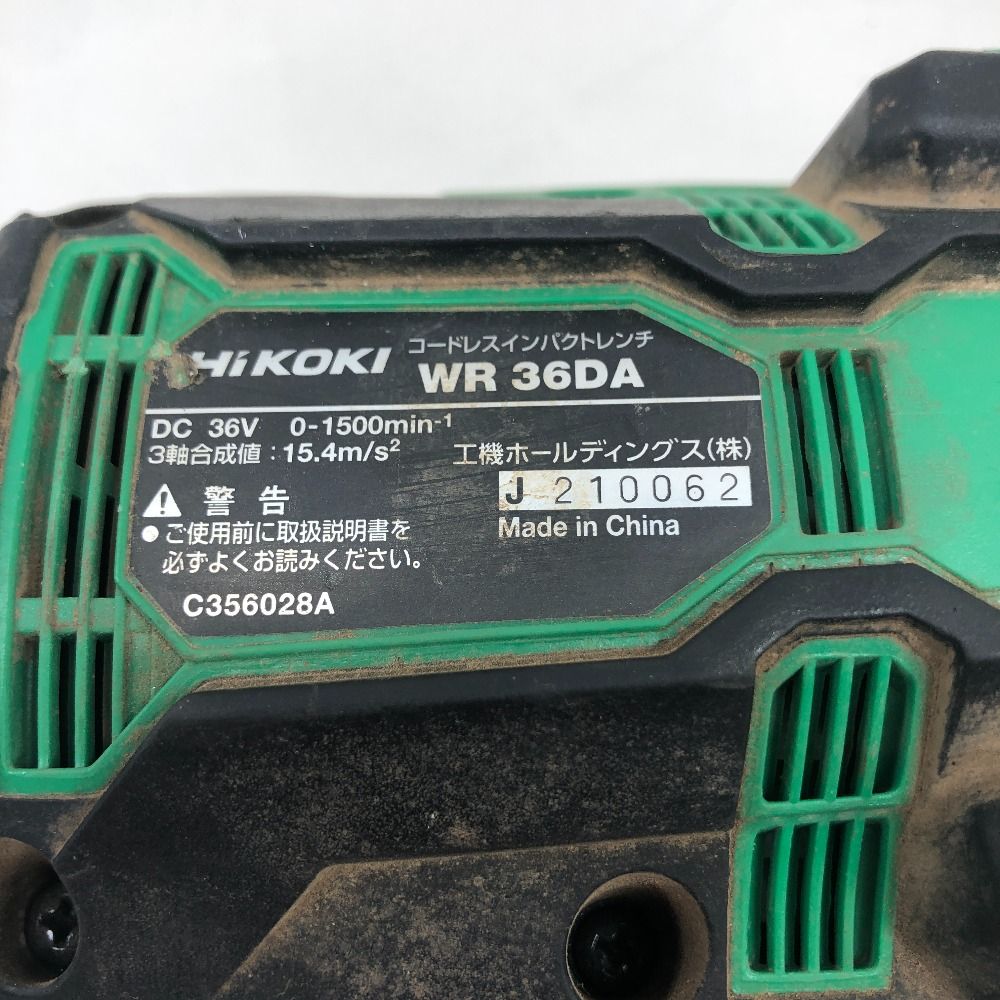 HiKOKI
コードレスインパクトレンチ
WR 36DA
DC 36V 0-1500min-1
3軸合成値：15.4m/s2
工機ホールディングス(株)
J 210062
Made in China
警告
●ご使用前に取扱説明書を
必ずよくお読みください。
C356028A